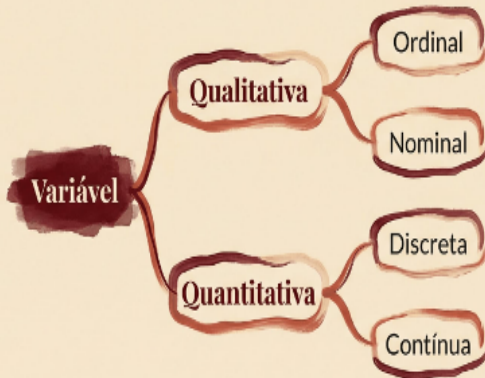 Variável
Qualitativa
Ordinal
Nominal
Quantitativa
Discreta
Contínua